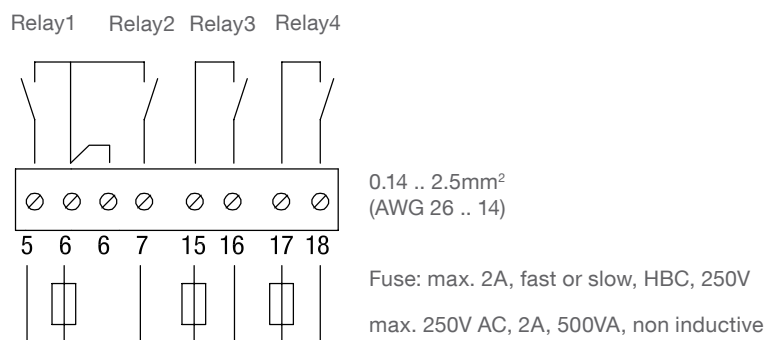 Relay1 Relay2 Relay3 Relay4
0.14 .. 2.5mm²
(AWG 26 .. 14)
5 6 6 7 15 16 17 18
Fuse: max. 2A, fast or slow, HBC, 250V
max. 250V AC, 2A, 500VA, non inductive